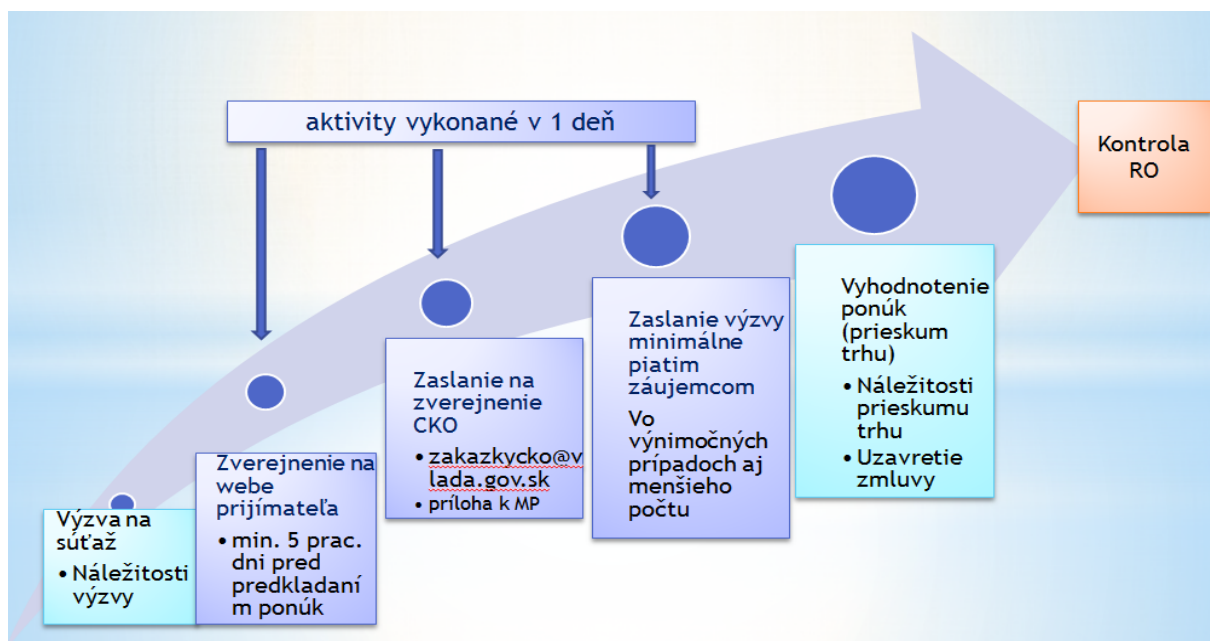 aktivity vykonané v 1 deň
Kontrola
RO
Výzva na
súťaž
• Náležitosti
výzvy
Zverejnenie na
webe
prijímateľa
• min. 5 prac.
dni pred
predkladaní
m ponúk
Zaslanie na
zverejnenie
CKO
• zakazkycko@v
lada.gov.sk
• príloha k MP
Zaslanie výzvy
minimálne
piatim
záujemcom
Vo
výnimočných
prípadoch aj
menšieho
počtu
Vyhodnotenie
ponúk
(prieskum
trhu)
• Náležitosti
prieskumu
trhu
• Uzavretie
zmluvy